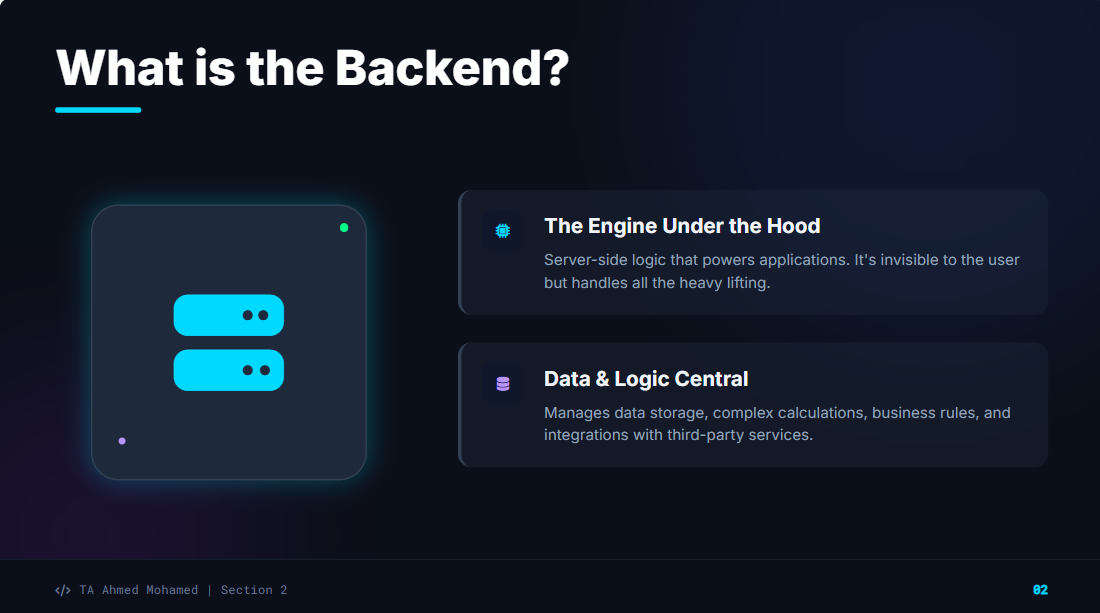 What is the Backend?
The Engine Under the Hood
Server-side logic that powers applications. It's invisible to the user
but handles all the heavy lifting.
Data & Logic Central
Manages data storage, complex calculations, business rules, and
integrations with third-party services.
</> TA Ahmed Mohamed | Section 2
02